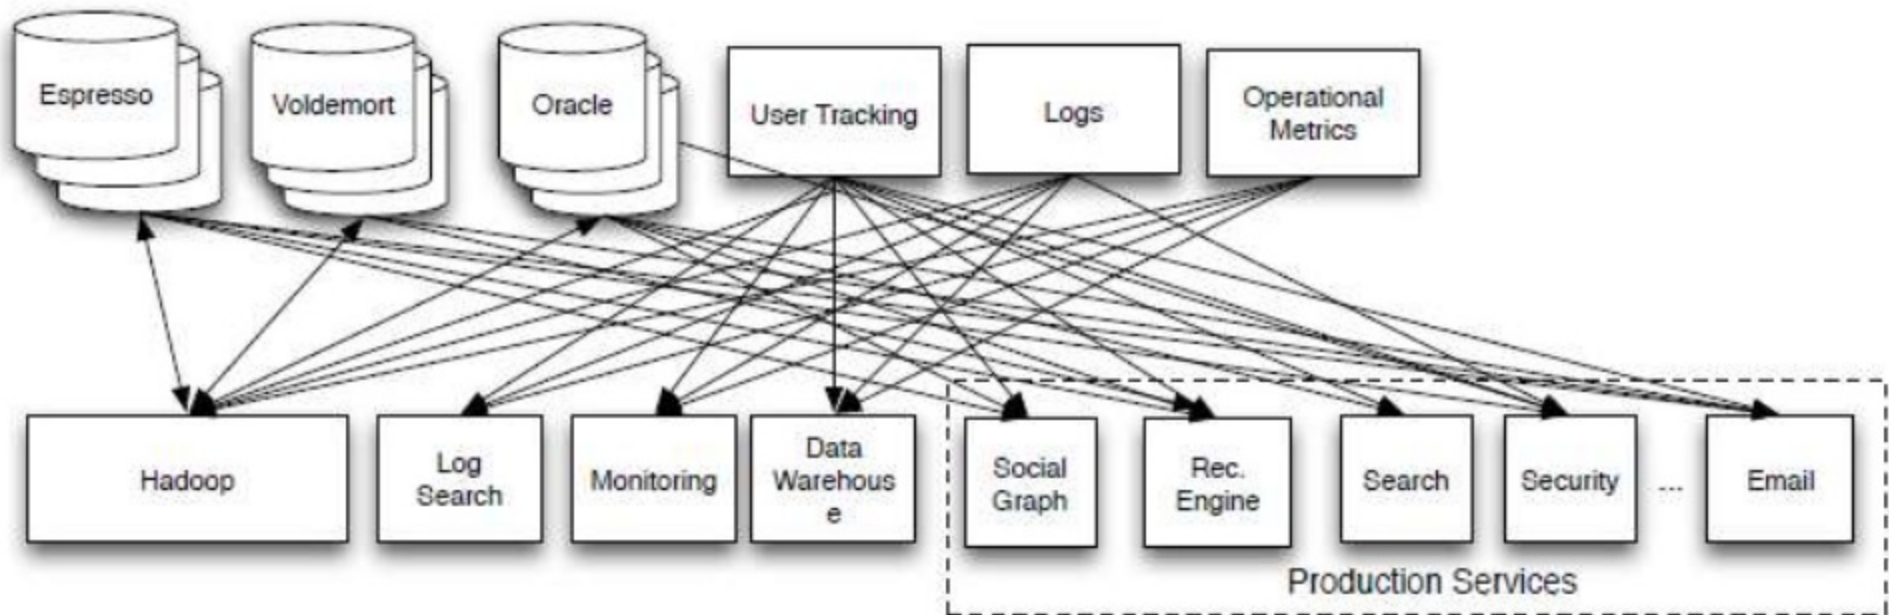 Espresso
Voldemort
Oracle
User Tracking
Logs
Operational
Metrics
Hadoop
Log
Search
Monitoring
Data
Warehous
e
Social
Graph
Rec.
Engine
Search
Security
...
Email
Production Services